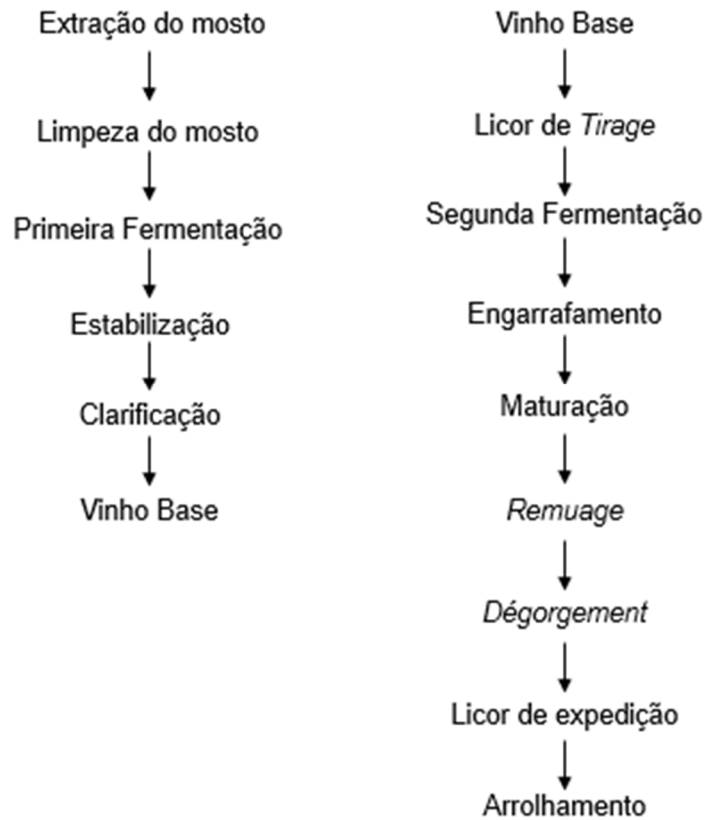 Extração do mosto
Limpeza do mosto
Primeira Fermentação
Estabilização
Clarificação
Vinho Base
Vinho Base
Licor de Tirage
Segunda Fermentação
Engarrafamento
Maturação
Remuage
Dégorgement
Licor de expedição
Arrolhamento